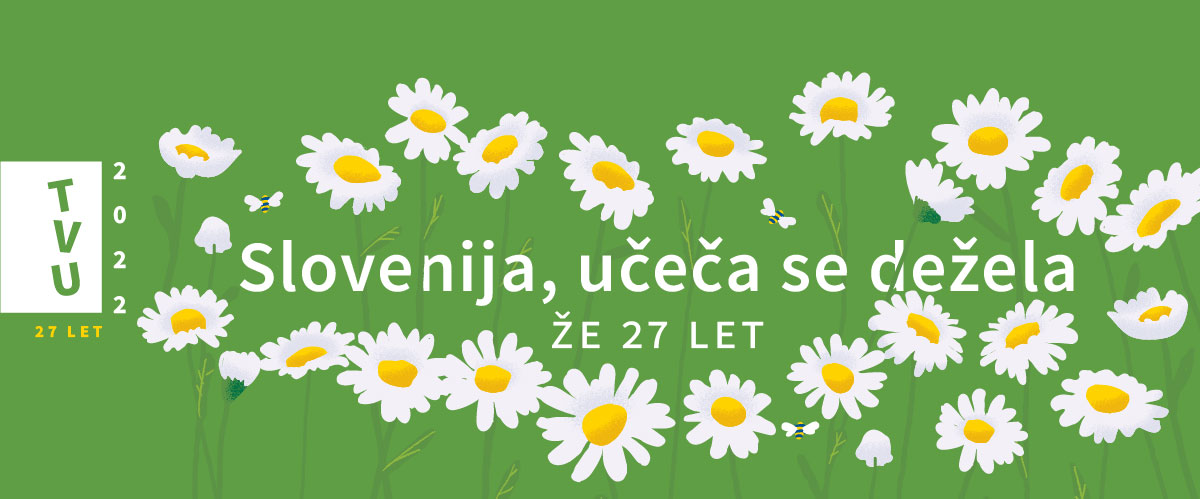 TVU
2022
27 LET
Slovenija, učeča se dežela
ŽE 27 LET